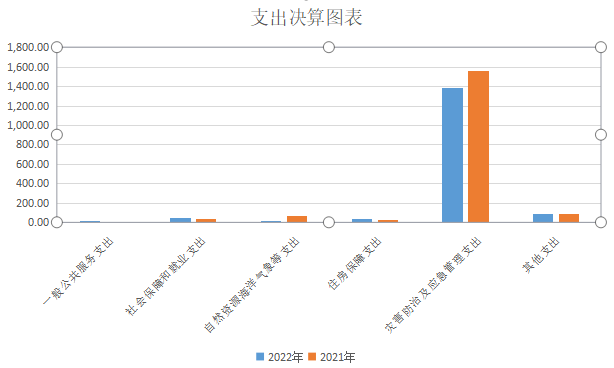 支出决算图表
1,800.00
1,600.00
1,400.00
1,200.00
1,000.00
800.00
600.00
400.00
200.00
0.00
一般公共服务支出
社会保障和就业支出
自然资源海洋气象等支出
住房保障支出
灾害防治及应急管理支出
其他支出
2022年 2021年